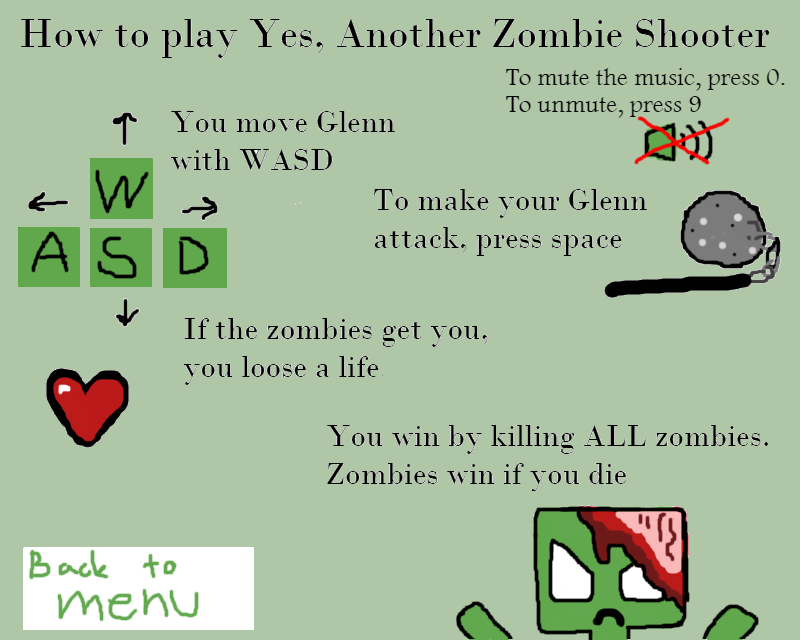 How to play Yes, Another Zombie Shooter
To mute the music, press 0.
To unmute, press 9
You move Glenn
with WASD
W
A S D
To make your Glenn
attack, press space
If the zombies get you,
you loose a life
You win by killing ALL zombies.
Zombies win if you die
Back to
menu